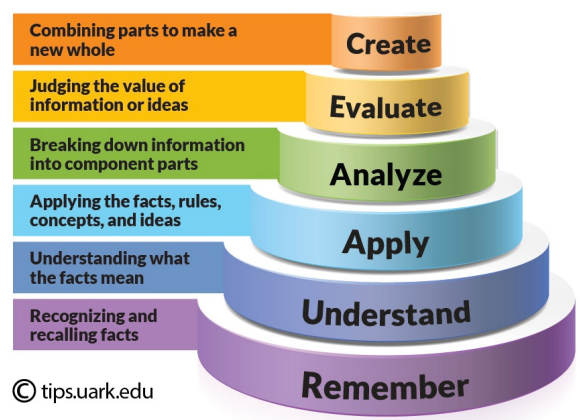 Combining parts to make a
new whole
Create
Judging the value of
information or ideas
Evaluate
Breaking down information
into component parts
Analyze
Applying the facts, rules,
concepts, and ideas
Apply
Understanding what
the facts mean
Understand
Recognizing and
recalling facts
Remember
© tips.uark.edu